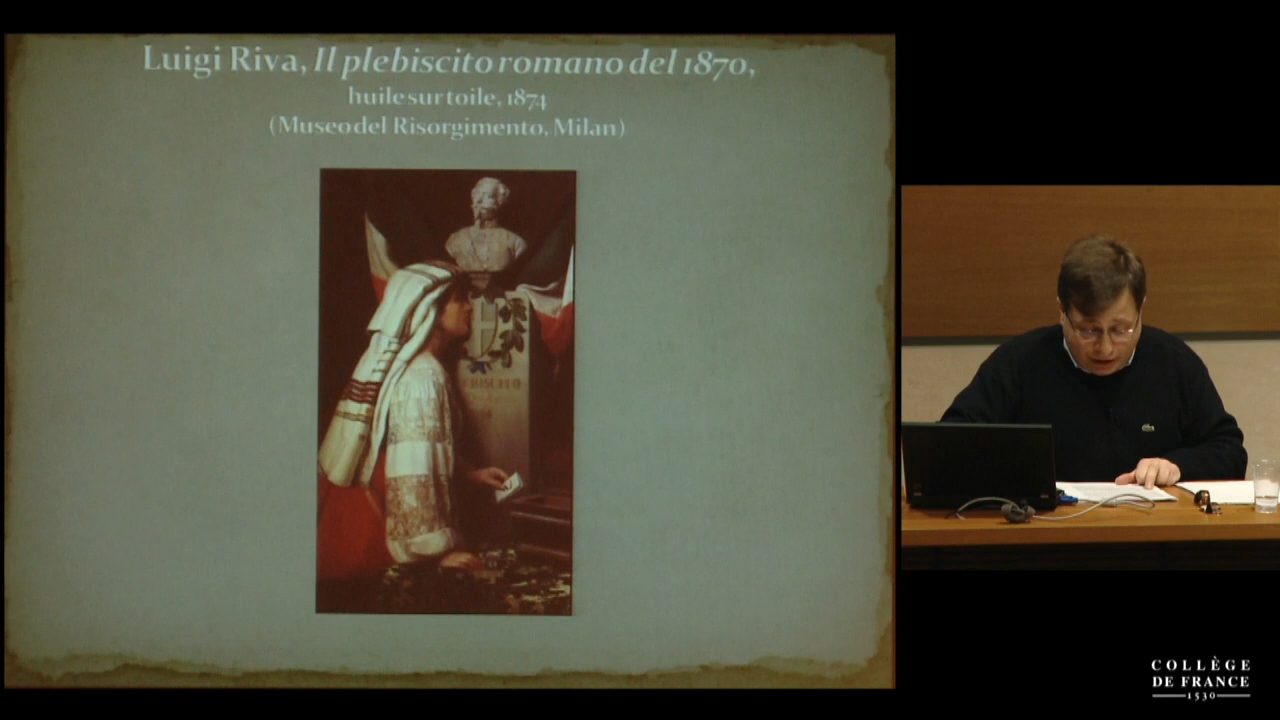 Luigi Riva, Il plebiscito romano del 1870,
huile sur toile, 1874
(Museo del Risorgimento, Milan)
COLLÈGE
DE FRANCE
1530